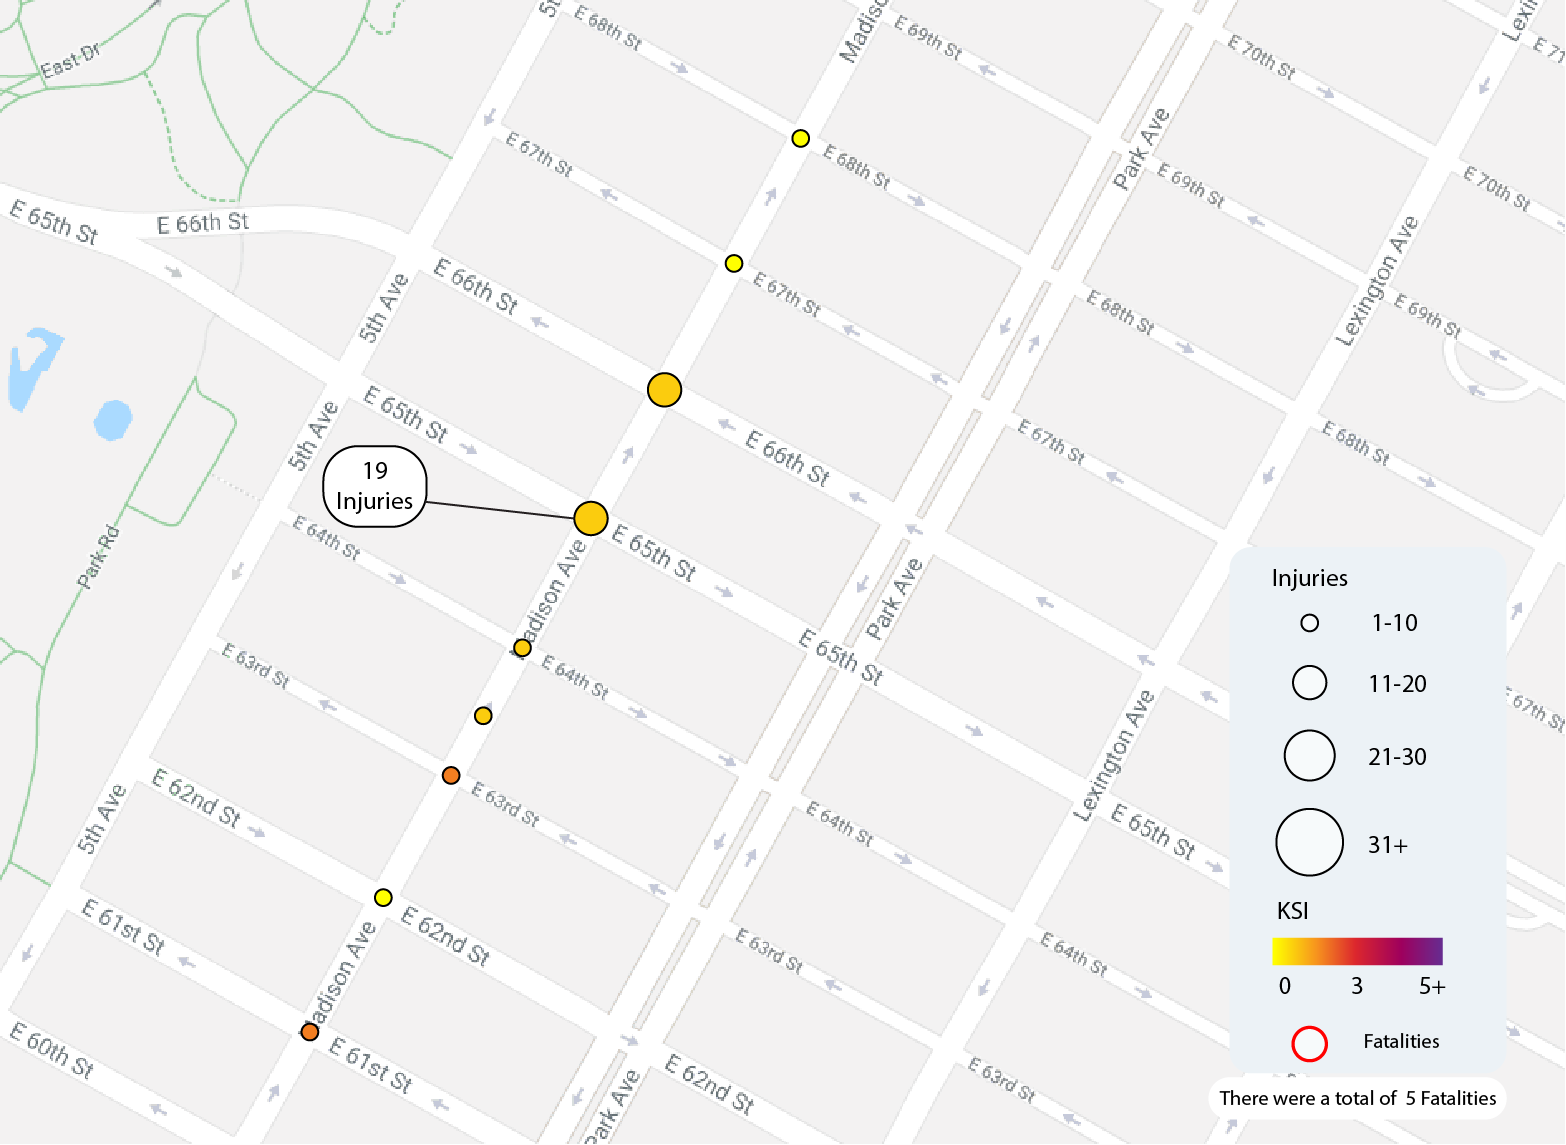 5t
E 68th St
Madiso
E 69th St
E 70th St
Lexin
E 71
East Dr
E 67th St
E 68th St
Park Ave
E 69th St
E 70th St
E 65th St
E 66th St
E 66th St
5th Ave
E 67th St
E 68th St
Lexington Ave
E 69th St
E 65th St
5th Ave
19
Injuries
E 66th St
E 67th St
E 68th St
E 64th St
Park Rd
Madison Ave
E 65th St
Park Ave
E 63rd St
E 64th St
E 65th St
Lexington Ave
67th St
E 62nd St
5th Ave
E 63rd St
E 64th St
E 65th St
E 61st St
Madison Ave
E 62nd St
E 63rd St
E 64th St
E 60th St
E 61st St
Park Ave
E 62nd St
E 63rd St
Injuries
1-10
11-20
21-30
31+
KSI
0 3 5+
Fatalities
There were a total of 5 Fatalities